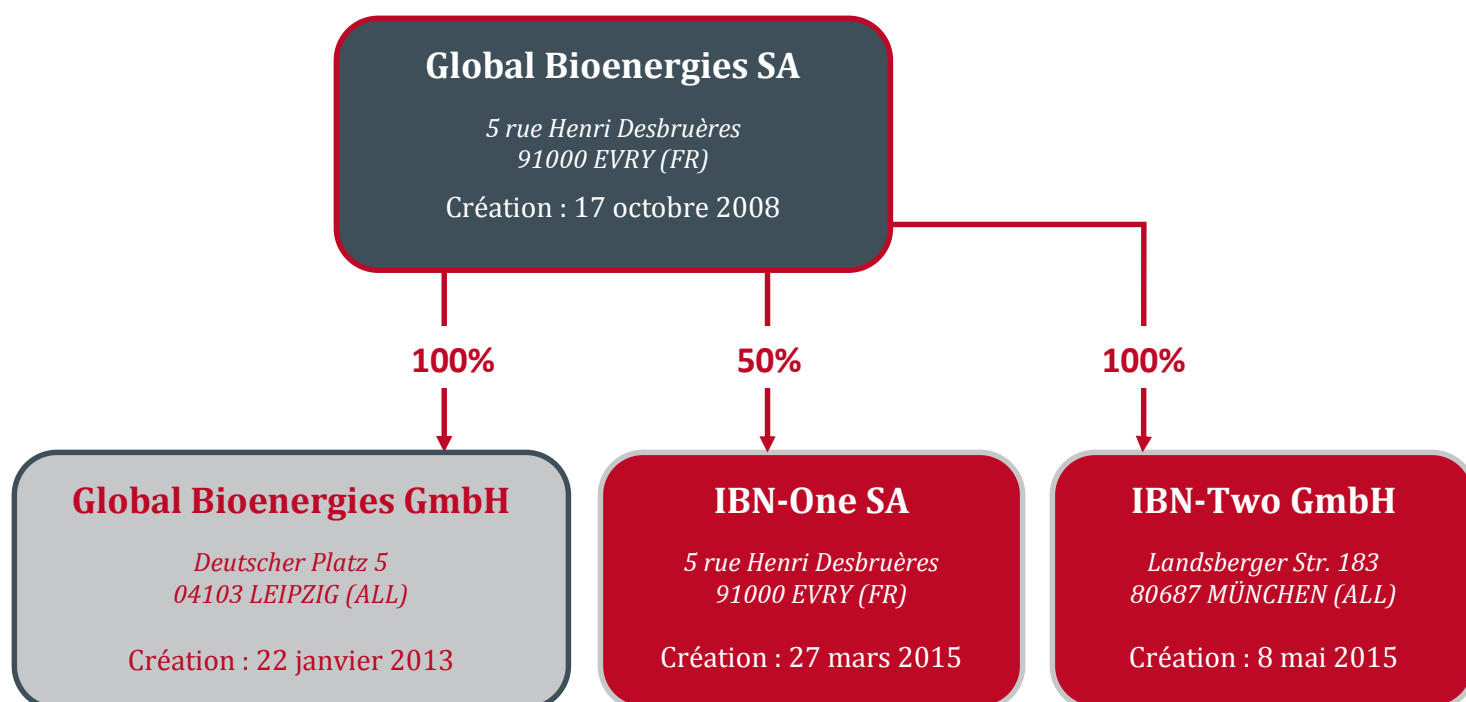 Global Bioenergies SA
5 rue Henri Desbruères
91000 EVRY (FR)
Création : 17 octobre 2008
100%
50%
100%
Global Bioenergies GmbH
Deutscher Platz 5
04103 LEIPZIG (ALL)
Création : 22 janvier 2013
IBN-One SA
5 rue Henri Desbruères
91000 EVRY (FR)
Création : 27 mars 2015
IBN-Two GmbH
Landsberger Str. 183
80687 MÜNCHEN (ALL)
Création : 8 mai 2015